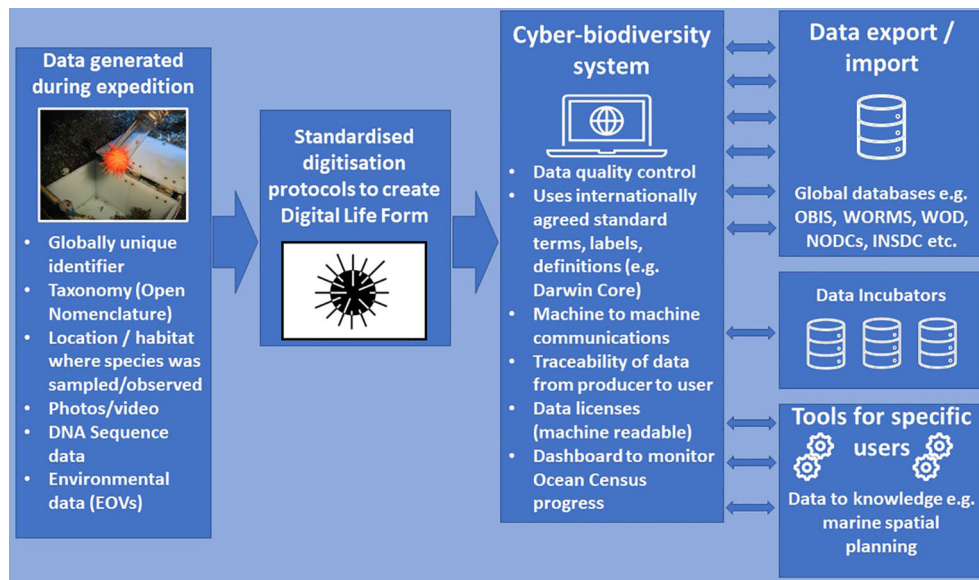 Data generated
during expedition
• Globally unique
identifier
• Taxonomy (Open
Nomenclature)
• Location / habitat
where species was
sampled/observed
• Photos/video
• DNA Sequence
data
• Environmental
data (EOVs)
Standardised
digitisation
protocols to create
Digital Life Form
Cyber-biodiversity
system
• Data quality control
• Uses internationally
agreed standard
terms, labels,
definitions (e.g.
Darwin Core)
• Machine to machine
communications
• Traceability of data
from producer to user
• Data licenses
(machine readable)
• Dashboard to monitor
Ocean Census
progress
Data export /
import
Global databases e.g.
OBIS, WORMS, WOD,
NODCs, INSDC etc.
Data Incubators
Tools for specific
users
Data to knowledge e.g.
marine spatial
planning